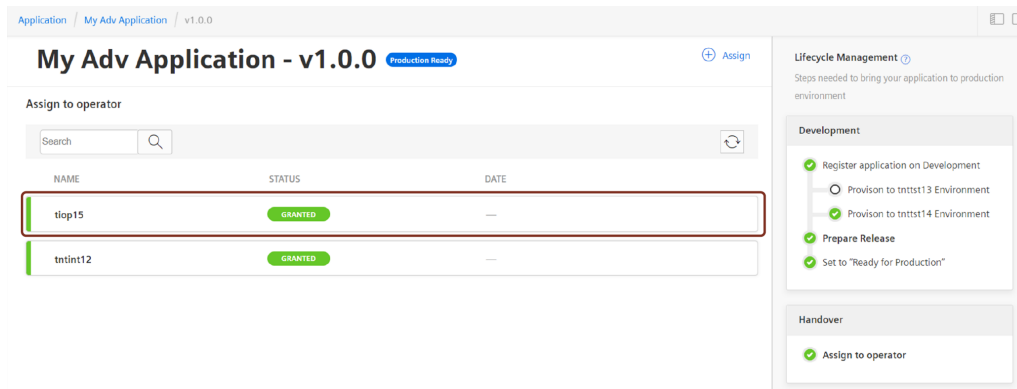 Application / My Adv Application / v1.0.0
My Adv Application - v1.0.0 Production Ready
Assign
Assign to operator
Search
NAME STATUS DATE
tiop15 GRANTED —
tntint12 GRANTED —
Lifecycle Management ?
Steps needed to bring your application to production
environment
Development
Register application on Development
Provison to tnttst13 Environment
Provison to tnttst14 Environment
Prepare Release
Set to "Ready for Production"
Handover
Assign to operator